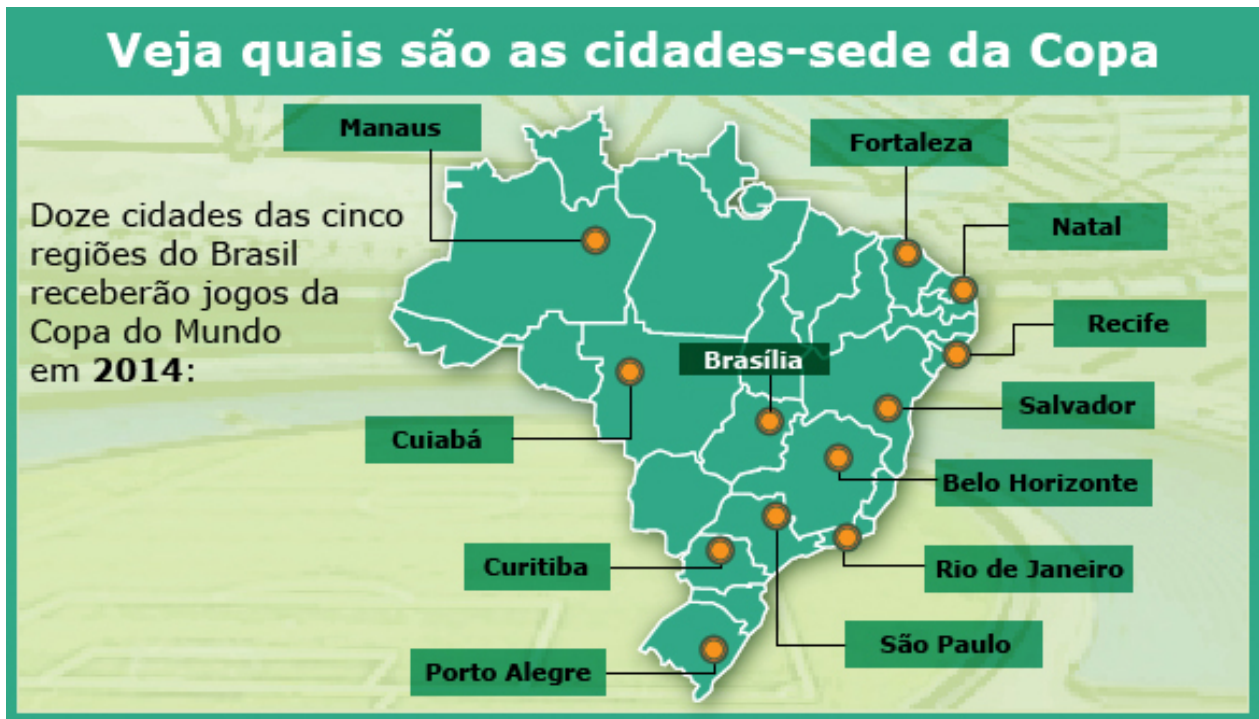 Veja quais são as cidades-sede da Copa
Doze cidades das cinco
regiões do Brasil
receberão jogos da
Copa do Mundo
em 2014:
Manaus
Fortaleza
Natal
Recife
Brasília
Salvador
Cuiabá
Belo Horizonte
Curitiba
Rio de Janeiro
São Paulo
Porto Alegre